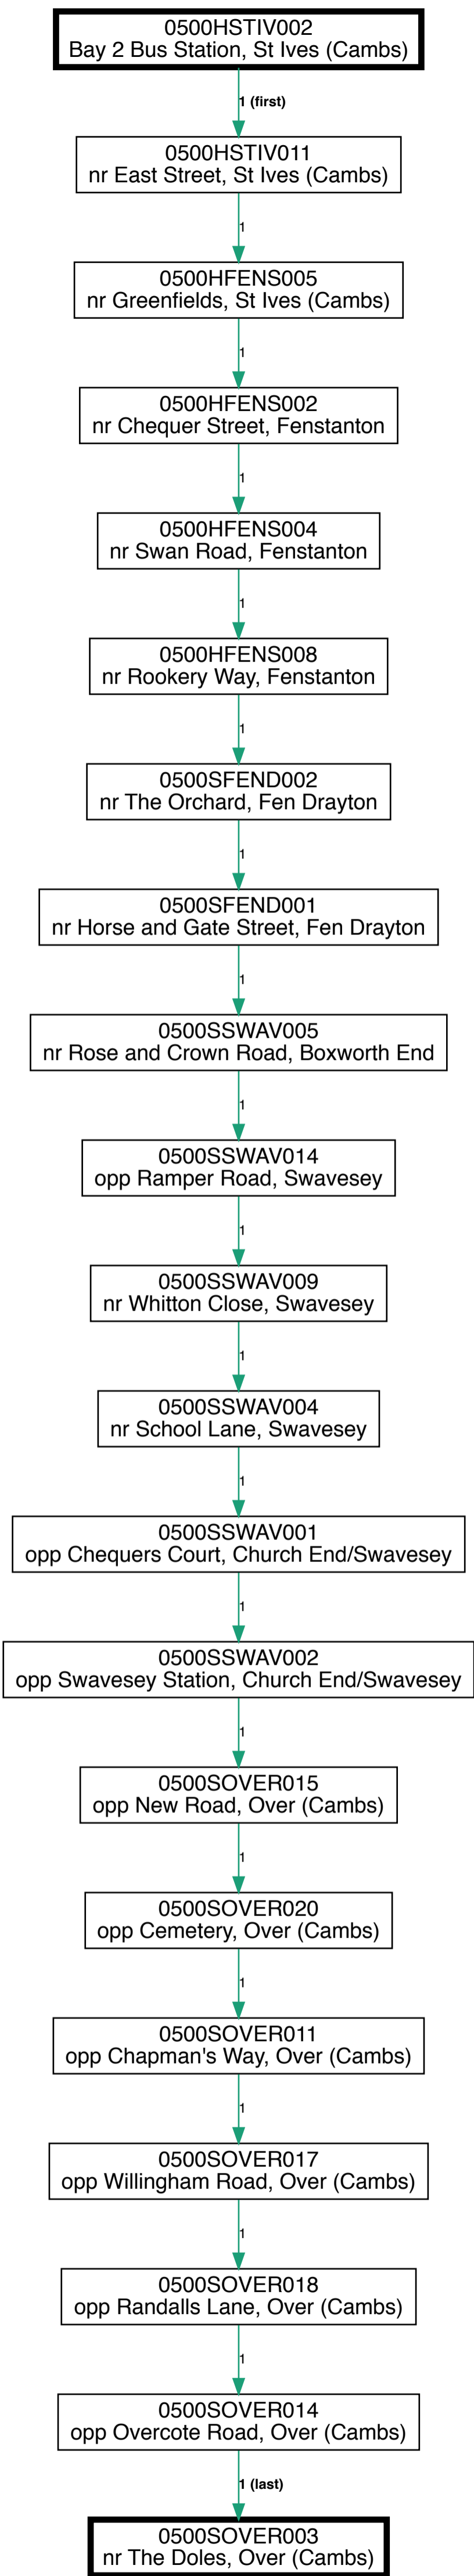 0500HSTIV002
Bay 2 Bus Station, St Ives (Cambs)
1 (first)
0500HSTIV011
nr East Street, St Ives (Cambs)
1
0500HFENS005
nr Greenfields, St Ives (Cambs)
1
0500HFENS002
nr Chequer Street, Fenstanton
1
0500HFENS004
nr Swan Road, Fenstanton
1
0500HFENS008
nr Rookery Way, Fenstanton
1
0500SFEND002
nr The Orchard, Fen Drayton
1
0500SFEND001
nr Horse and Gate Street, Fen Drayton
1
0500SSWAV005
nr Rose and Crown Road, Boxworth End
1
0500SSWAV014
opp Ramper Road, Swavesey
1
0500SSWAV009
nr Whitton Close, Swavesey
1
0500SSWAV004
nr School Lane, Swavesey
1
0500SSWAV001
opp Chequers Court, Church End/Swavesey
1
0500SSWAV002
opp Swavesey Station, Church End/Swavesey
1
0500SOVER015
opp New Road, Over (Cambs)
1
0500SOVER020
opp Cemetery, Over (Cambs)
1
0500SOVER011
opp Chapman's Way, Over (Cambs)
1
0500SOVER017
opp Willingham Road, Over (Cambs)
1
0500SOVER018
opp Randalls Lane, Over (Cambs)
1
0500SOVER014
opp Overcote Road, Over (Cambs)
1 (last)
0500SOVER003
nr The Doles, Over (Cambs)